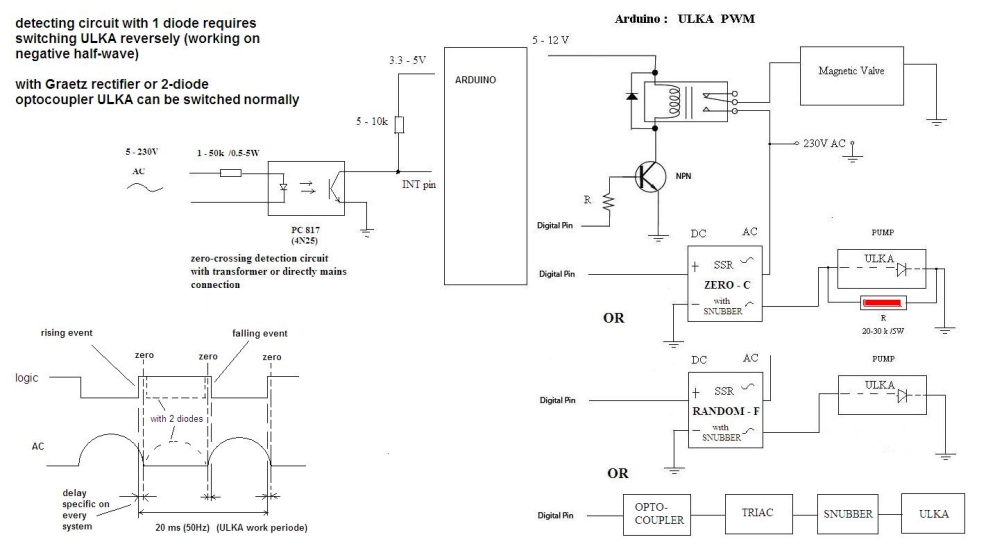 detecting circuit with 1 diode requires
switching ULKA reversely (working on
negative half-wave)
with Graetz rectifier or 2-diode
optocoupler ULKA can be switched normally
Arduino : ULKA PWM
5 - 12 V
3.3 - 5V
ARDUINO
Magnetic Valve
5 - 10k
230V AC
5 - 230V
AC
1 - 50k /0.5-5W
INT pin
NPN
R
Digital Pin
PC 817
(4N25)
zero-crossing detection circuit
with transformer or directly mains
connection
DC
AC
PUMP
ULKA
Digital Pin
+
SSR
ZERO - C
with
SNUBBER
R
20-30 k /5W
OR
rising event
falling event
zero
zero
zero
logic
with 2 diodes
AC
delay
specific on
every
system
20 ms (50Hz) (ULKA work periode)
DC
AC
PUMP
ULKA
Digital Pin
+
SSR
RANDOM - F
with
SNUBBER
OR
Digital Pin
OPTO-
COUPLER
TRIAC
SNUBBER
ULKA